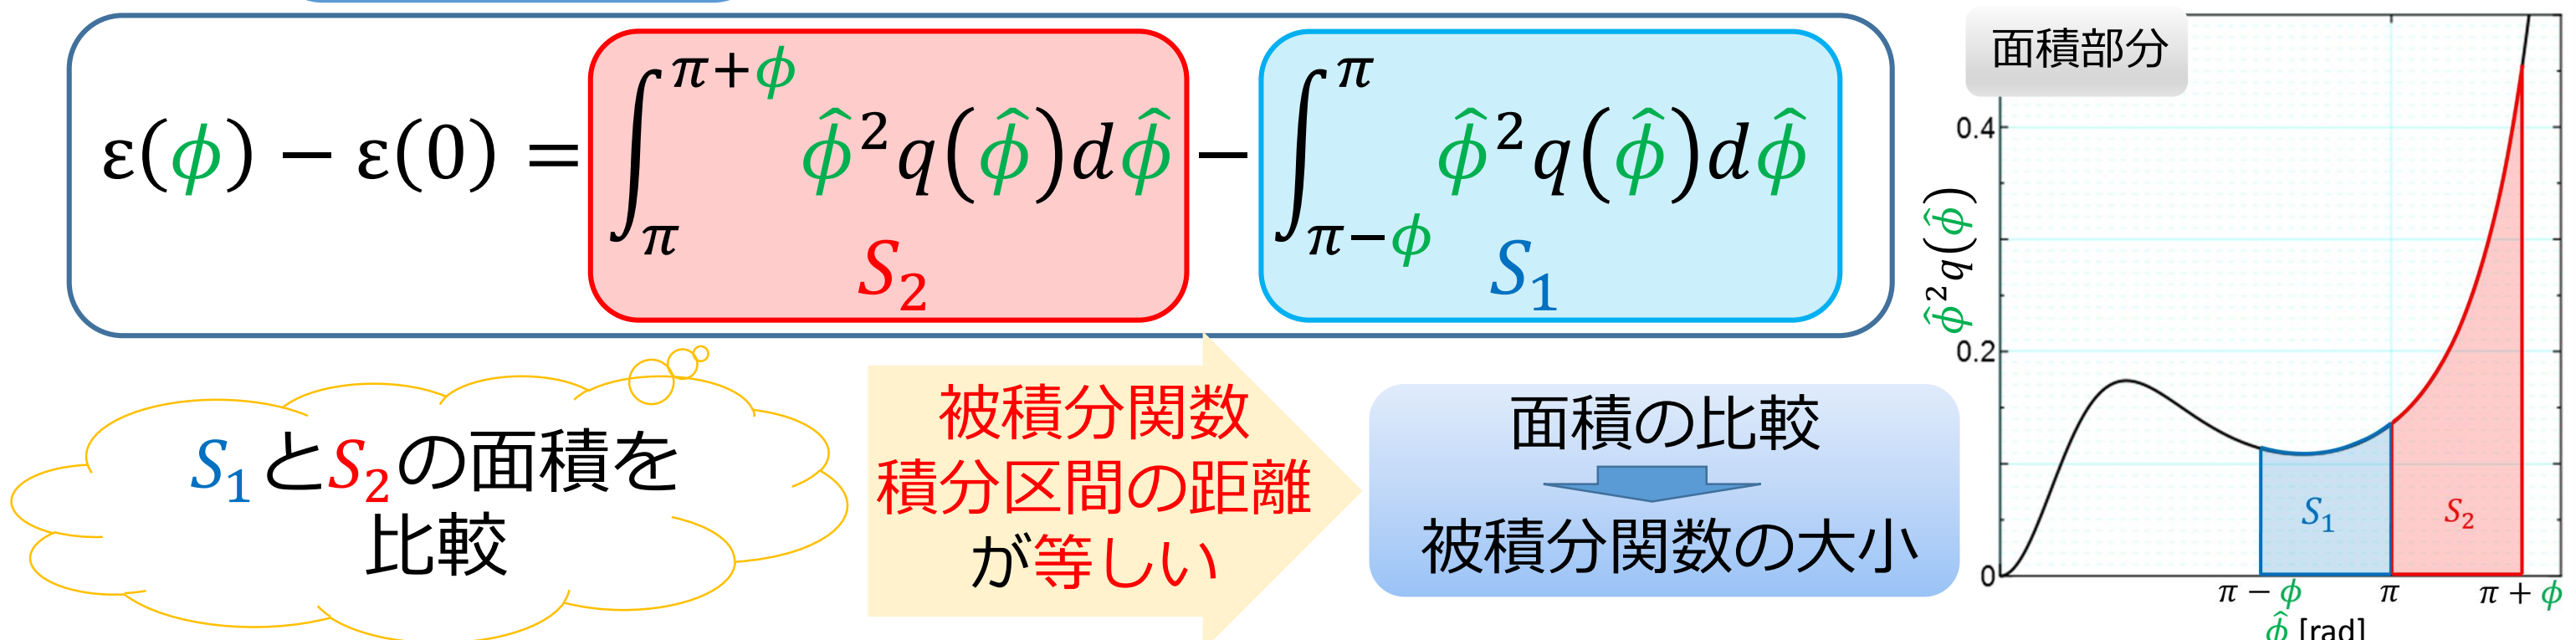 ε(ϕ) − ε(0) = ∫_π^{π+ϕ} ϕ̂² q(ϕ̂)dϕ̂ − ∫_{π−ϕ}^π ϕ̂² q(ϕ̂)dϕ̂
S₂ S₁
S₁とS₂の面積を
比較
被積分関数
積分区間の距離
が等しい
面積の比較
被積分関数の大小
面積部分
ϕ̂² q(ϕ̂)
0.4
0.2
0
S₁ S₂
π − ϕ π π + ϕ
ϕ̂ [rad]